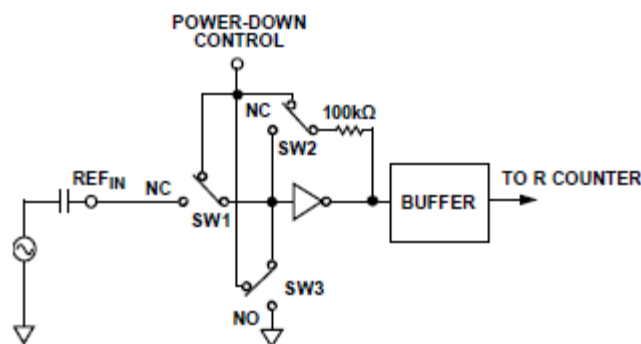 POWER-DOWN
CONTROL
NC
100kΩ
SW2
REFIN
NC
SW1
BUFFER
TO R COUNTER
SW3
NO